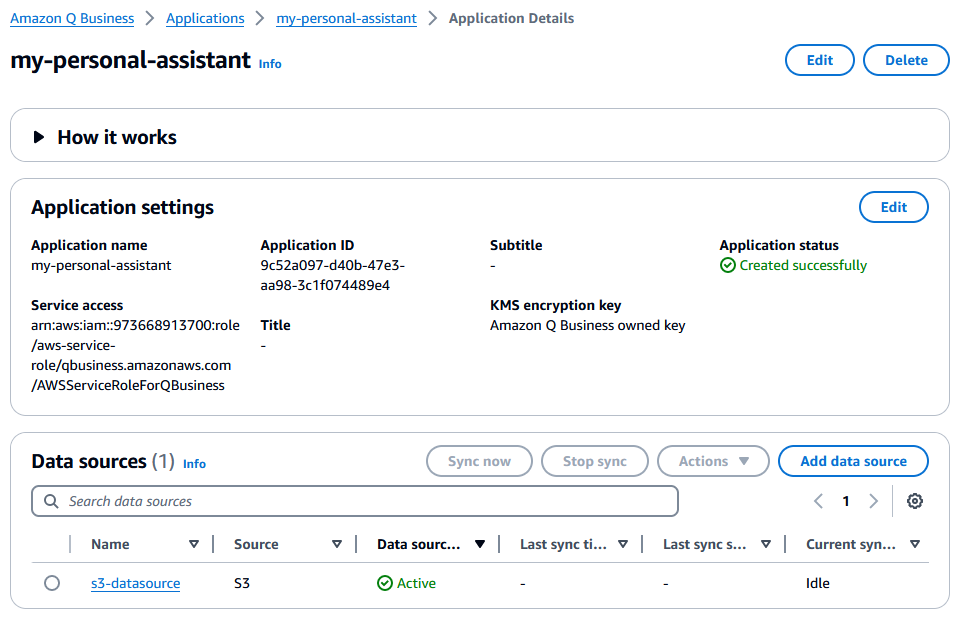 Amazon Q Business > Applications > my-personal-assistant > Application Details
my-personal-assistant Info
Edit Delete
How it works
Application settings
Edit
Application name
my-personal-assistant
Service access
arn:aws:iam::973668913700:role
/aws-service-
role/qbusiness.amazonaws.com
/AWSServiceRoleForQBusiness
Application ID
9c52a097-d40b-47e3-
aa98-3c1f074489e4
Title
-
Subtitle
-
KMS encryption key
Amazon Q Business owned key
Application status
Created successfully
Data sources (1) Info
Sync now Stop sync Actions Add data source
Search data sources
1
Name Source Data sourc... Last sync ti... Last sync s... Current syn...
s3-datasource S3 Active - - Idle